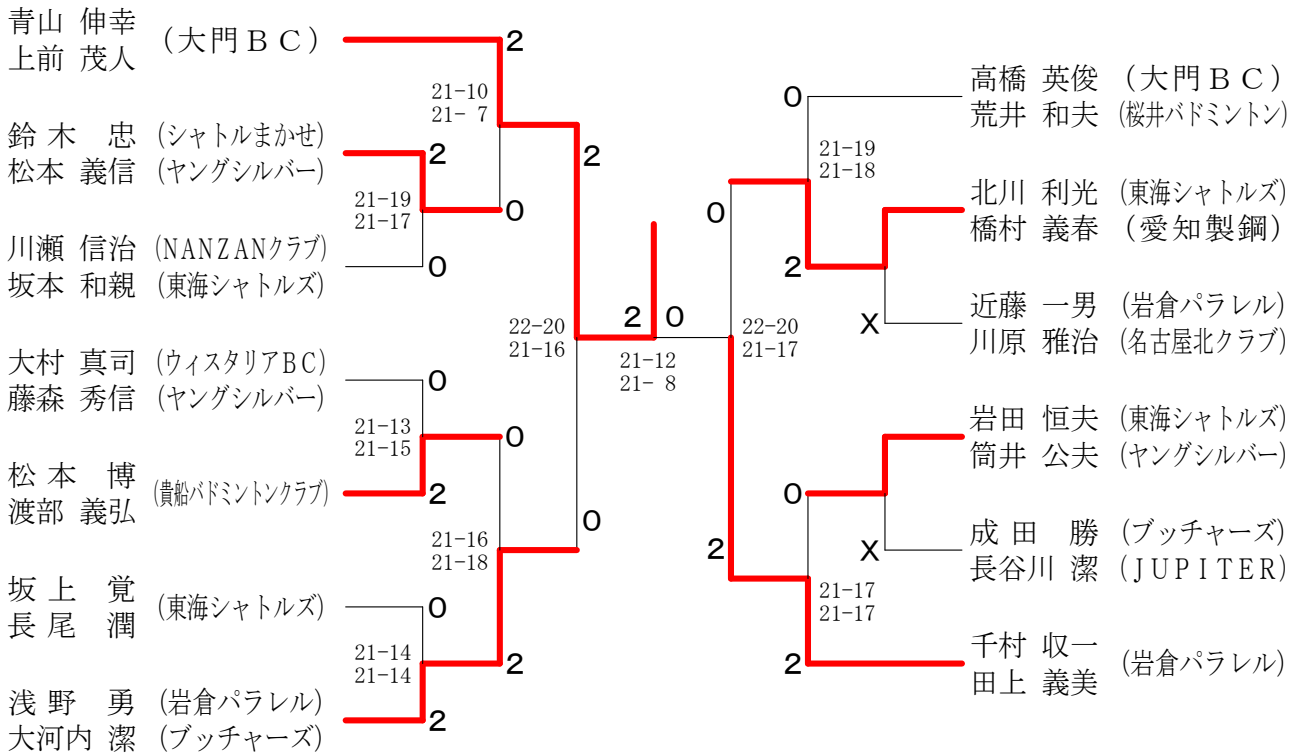 青山 伸幸 (大門BC)
上前 茂人
2
21-10
21- 7
鈴木 忠 (シャトルまかせ)
松本 義信 (ヤングシルバー)
2
2
21-19
21-17
0
川瀬 信治 (NANZANクラブ)
坂本 和親 (東海シャトルズ)
0
22-20
21-16
大村 真司 (ウィスタリアBC)
藤森 秀信 (ヤングシルバー)
0
21-13
21-15
0
松本 博 (貴船バドミントンクラブ)
渡部 義弘
2
0
21-16
21-18
坂上 覚 (東海シャトルズ)
長尾 潤
0
21-14
21-14
2
浅野 勇 (岩倉パラレル)
大河内 潔 (ブッチャーズ)
2
2 0
21-12
21- 8
高橋 英俊 (大門BC)
荒井 和夫 (桜井バドミントン)
0
21-19
21-18
北川 利光 (東海シャトルズ)
橋村 義春 (愛知製鋼)
0
2
近藤 一男 (岩倉パラレル)
川原 雅治 (名古屋北クラブ)
X
22-20
21-17
岩田 恒夫 (東海シャトルズ)
筒井 公夫 (ヤングシルバー)
0
成田 勝 (ブッチャーズ)
長谷川 潔 (JUPITER)
X
2
21-17
21-17
千村 収一 (岩倉パラレル)
田上 義美
2